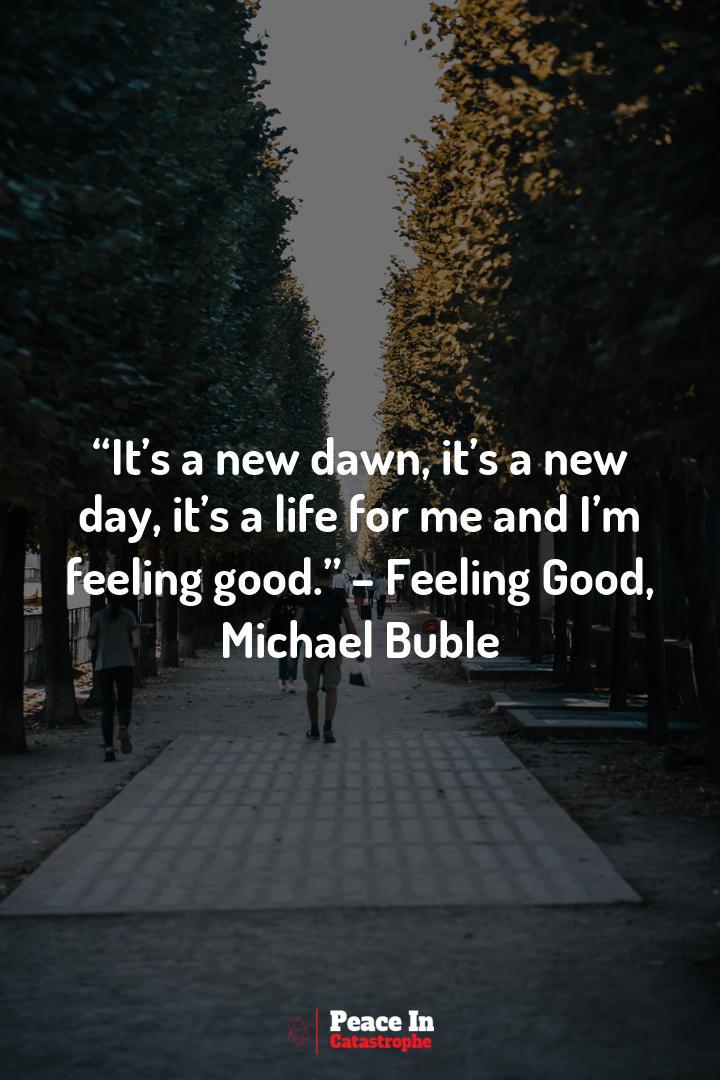 “It’s a new dawn, it’s a new
day, it’s a life for me and I’m
feeling good.” – Feeling Good,
Michael Buble
Peace In
Catastrophe